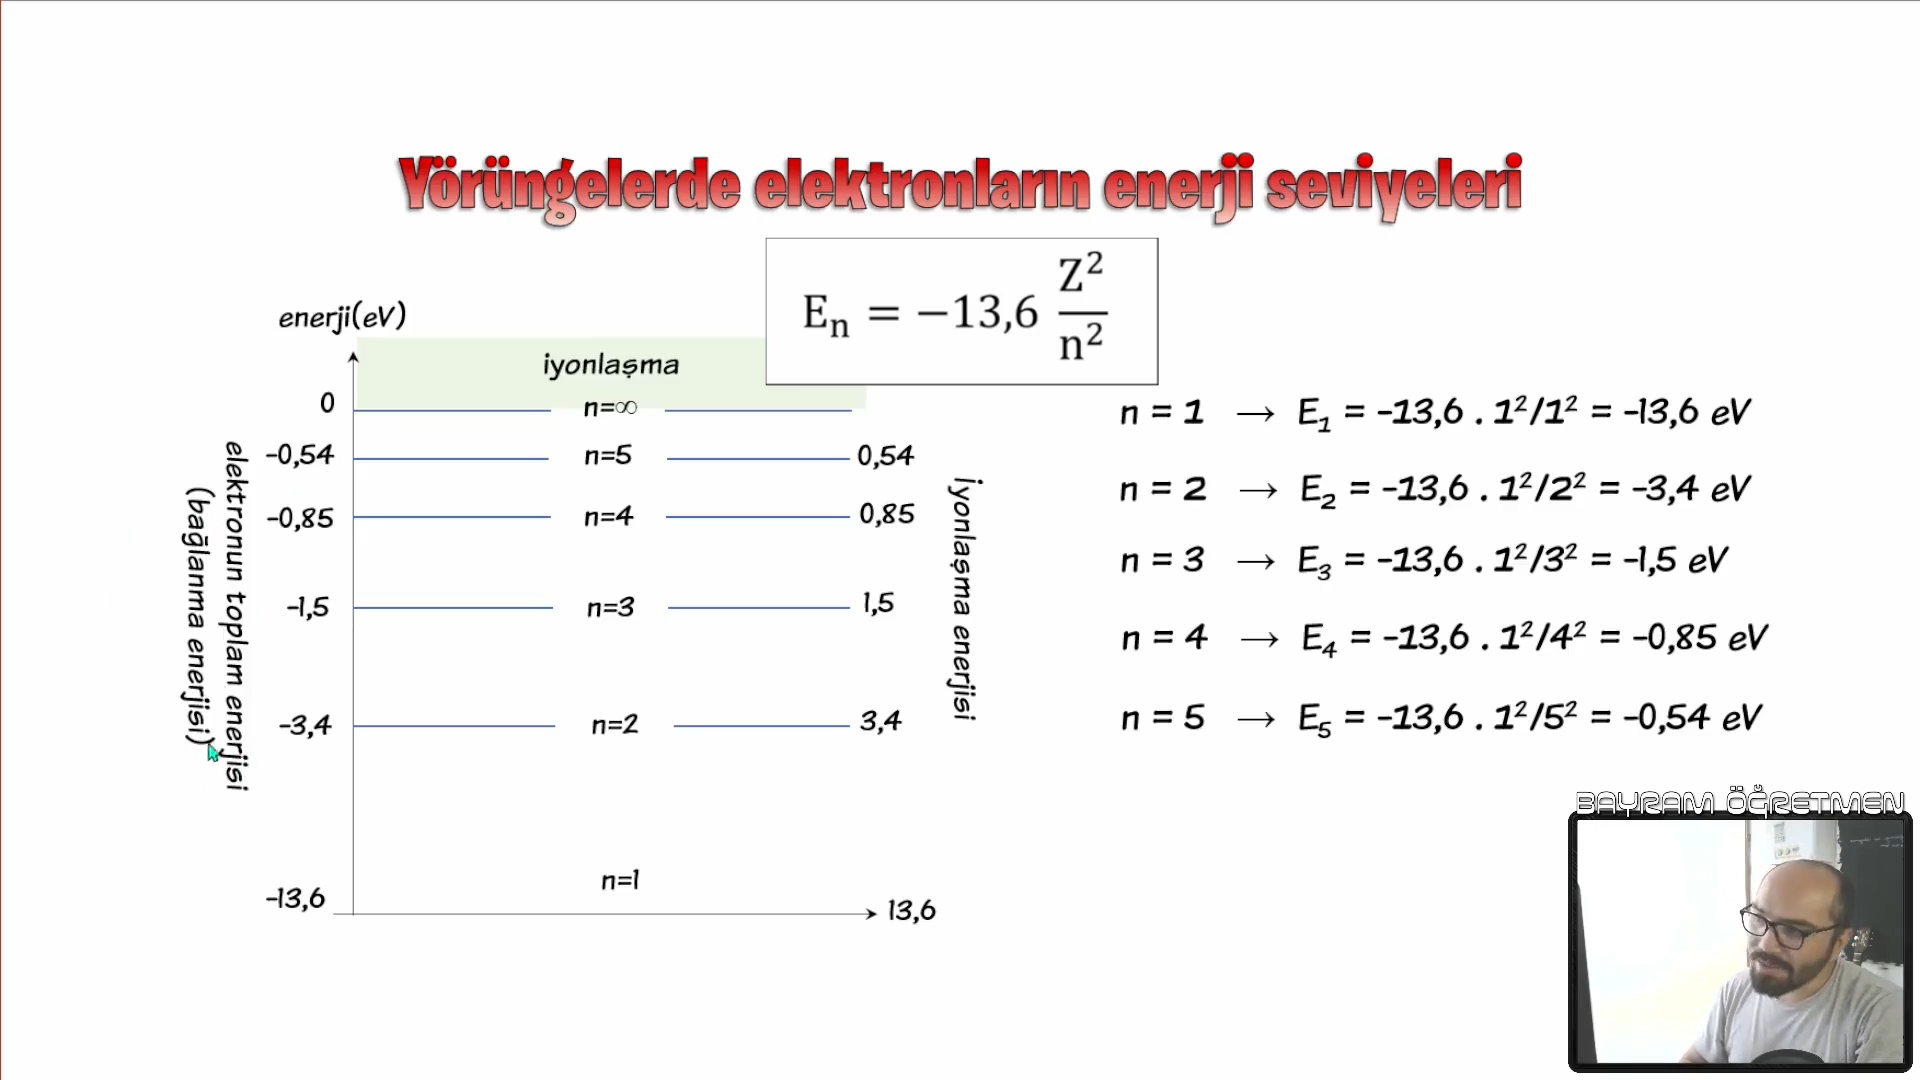 Yörüngelerde elektronların enerji seviyeleri
Eₙ = −13,6 Z²/n²
enerji(eV)
iyonlaşma
0 n=∞
-0,54 n=5 0,54
-0,85 n=4 0,85
-1,5 n=3 1,5
-3,4 n=2 3,4
n=1
-13,6 13,6
elektronun toplam enerjisi
(bağlanma enerjisi)
İyonlaşma enerjisi
n = 1 → E₁ = -13,6 . 1²/1² = -13,6 eV
n = 2 → E₂ = -13,6 . 1²/2² = -3,4 eV
n = 3 → E₃ = -13,6 . 1²/3² = -1,5 eV
n = 4 → E₄ = -13,6 . 1²/4² = -0,85 eV
n = 5 → E₅ = -13,6 . 1²/5² = -0,54 eV
BAYRAM ÖĞRETMEN